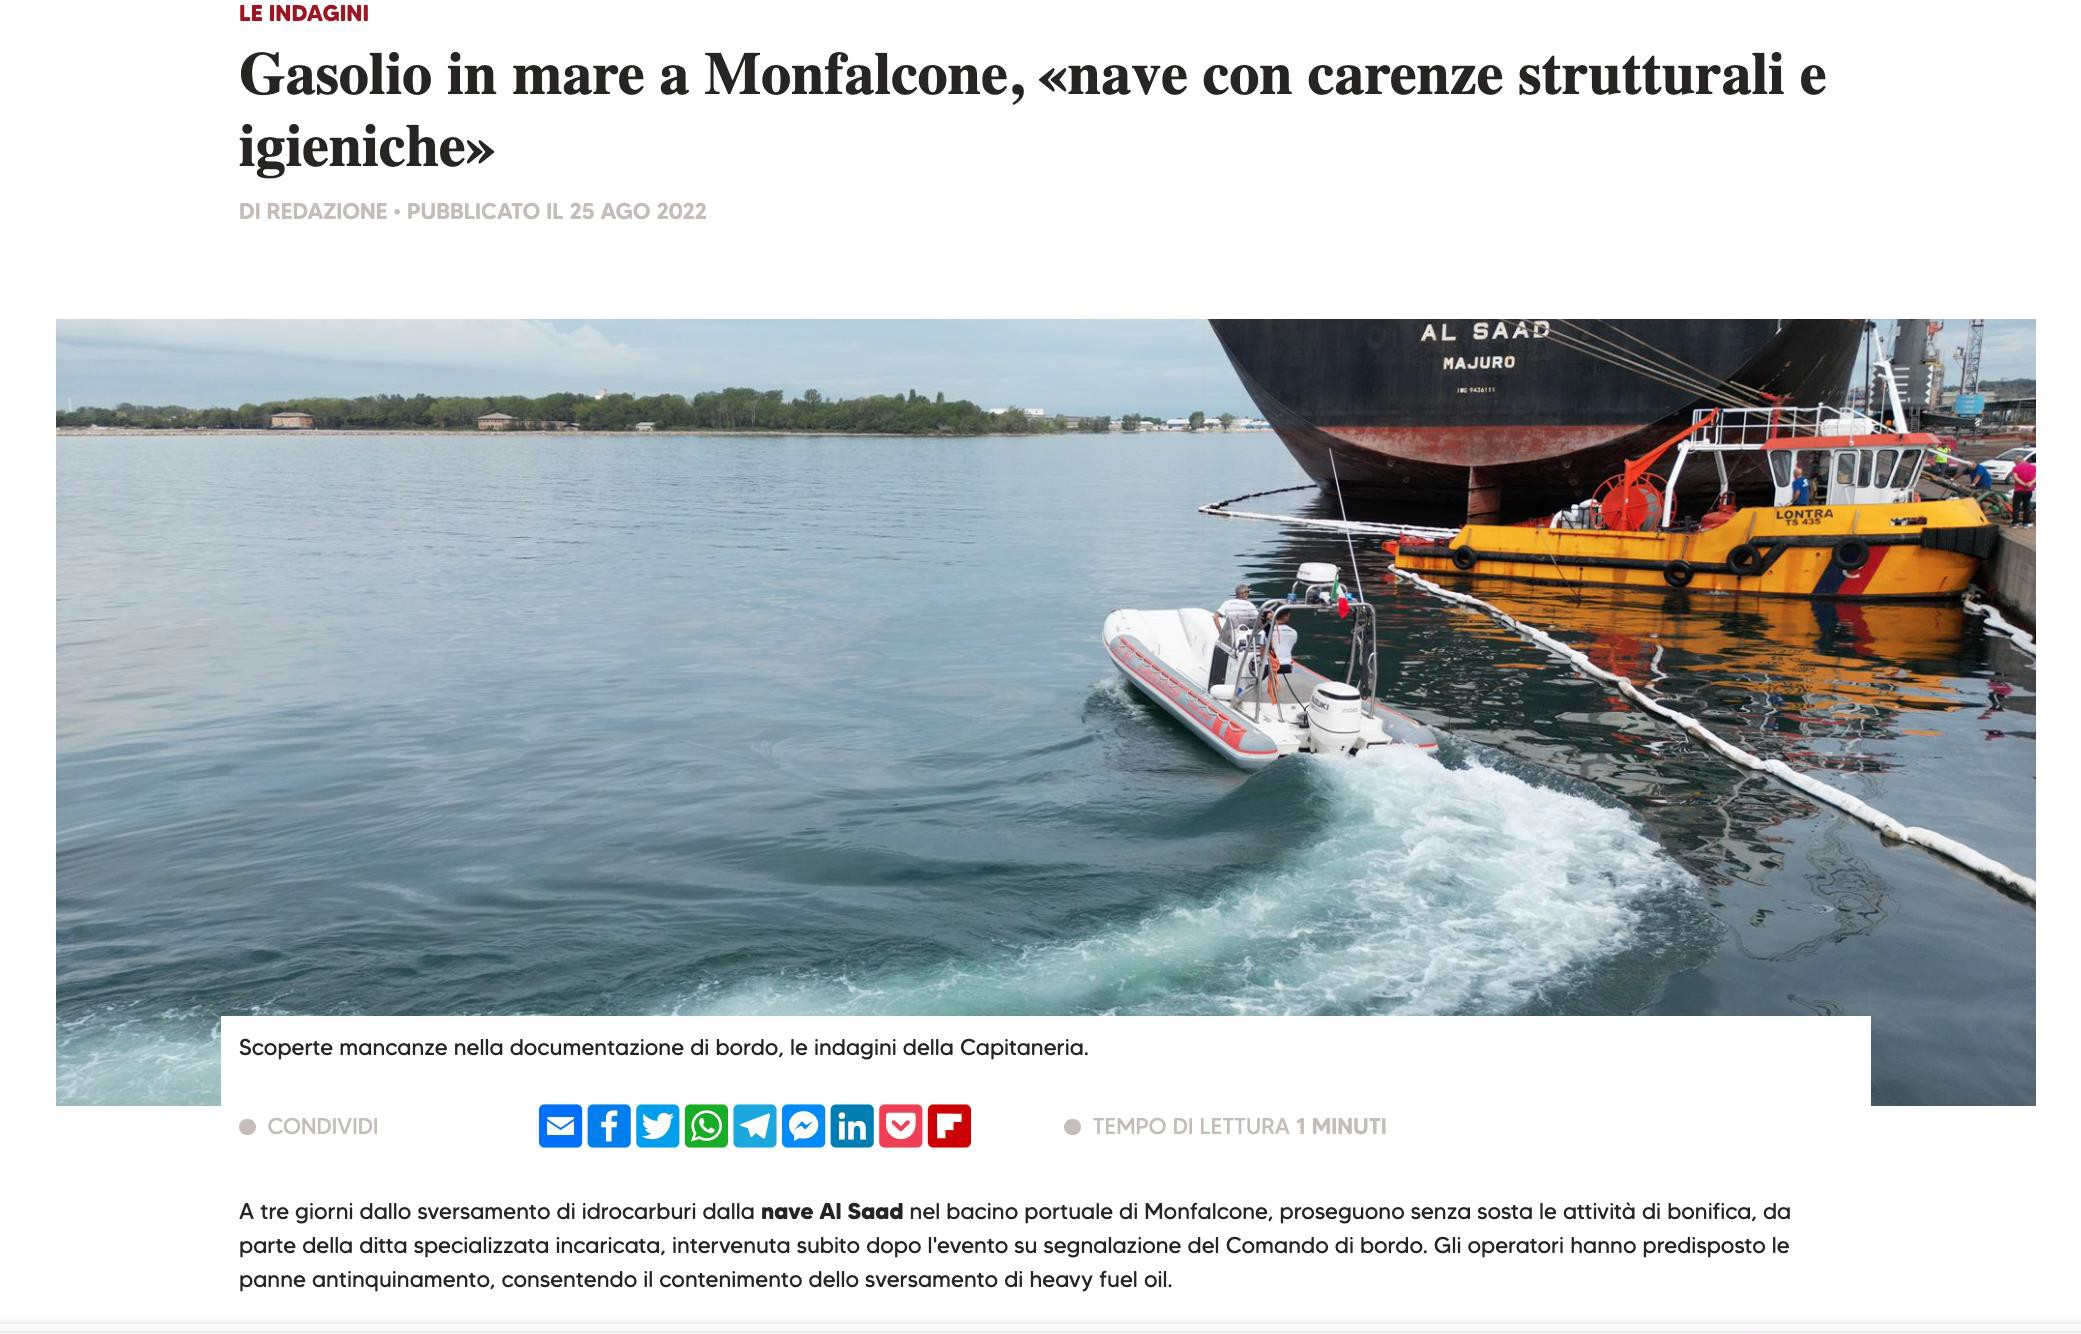 LE INDAGINI
Gasolio in mare a Monfalcone, «nave con carenze strutturali e
igieniche»
DI REDAZIONE • PUBBLICATO IL 25 AGO 2022
AL SAAD
MAJURO
IMO 9436111
LONTRA
TS 435
SUZUKI
Scoperte mancanze nella documentazione di bordo, le indagini della Capitaneria.
CONDIVIDI
TEMPO DI LETTURA 1 MINUTI
A tre giorni dallo sversamento di idrocarburi dalla nave Al Saad nel bacino portuale di Monfalcone, proseguono senza sosta le attività di bonifica, da
parte della ditta specializzata incaricata, intervenuta subito dopo l'evento su segnalazione del Comando di bordo. Gli operatori hanno predisposto le
panne antinquinamento, consentendo il contenimento dello sversamento di heavy fuel oil.